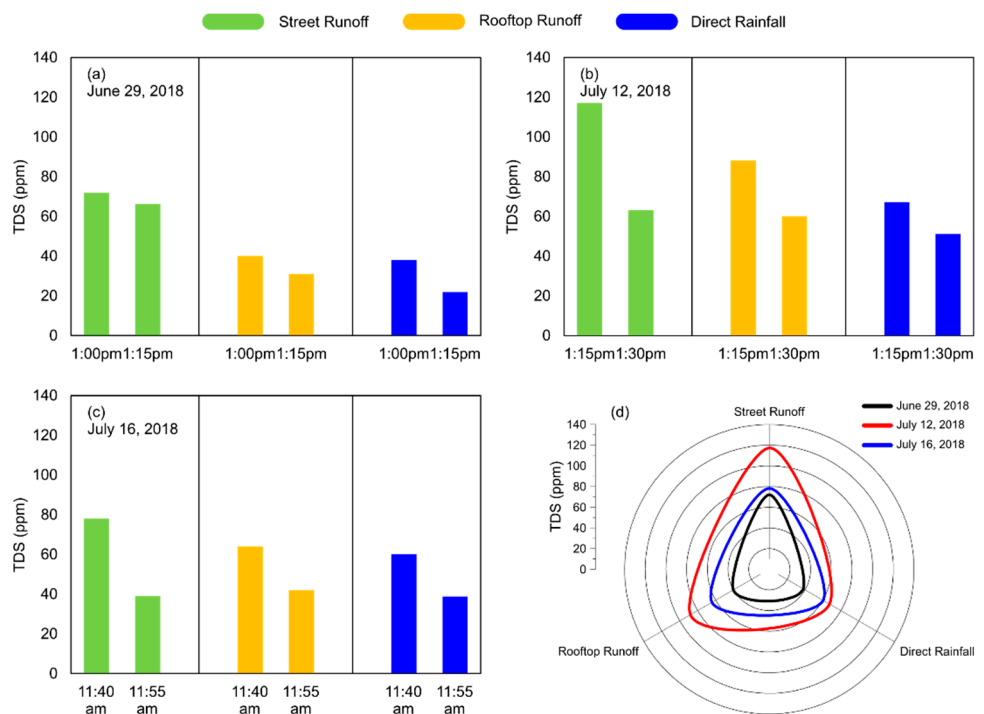 Street Runoff
Rooftop Runoff
Direct Rainfall
(a)
June 29, 2018
TDS (ppm)
140
120
100
80
60
40
20
0
1:00pm1:15pm
1:00pm1:15pm
1:00pm1:15pm
(b)
July 12, 2018
TDS (ppm)
140
120
100
80
60
40
20
0
1:15pm1:30pm
1:15pm1:30pm
1:15pm1:30pm
(c)
July 16, 2018
TDS (ppm)
140
120
100
80
60
40
20
0
11:40 am
11:55 am
11:40 am
11:55 am
11:40 am
11:55 am
(d)
Street Runoff
June 29, 2018
July 12, 2018
July 16, 2018
TDS (ppm)
140
120
100
80
60
40
20
0
Rooftop Runoff
Direct Rainfall